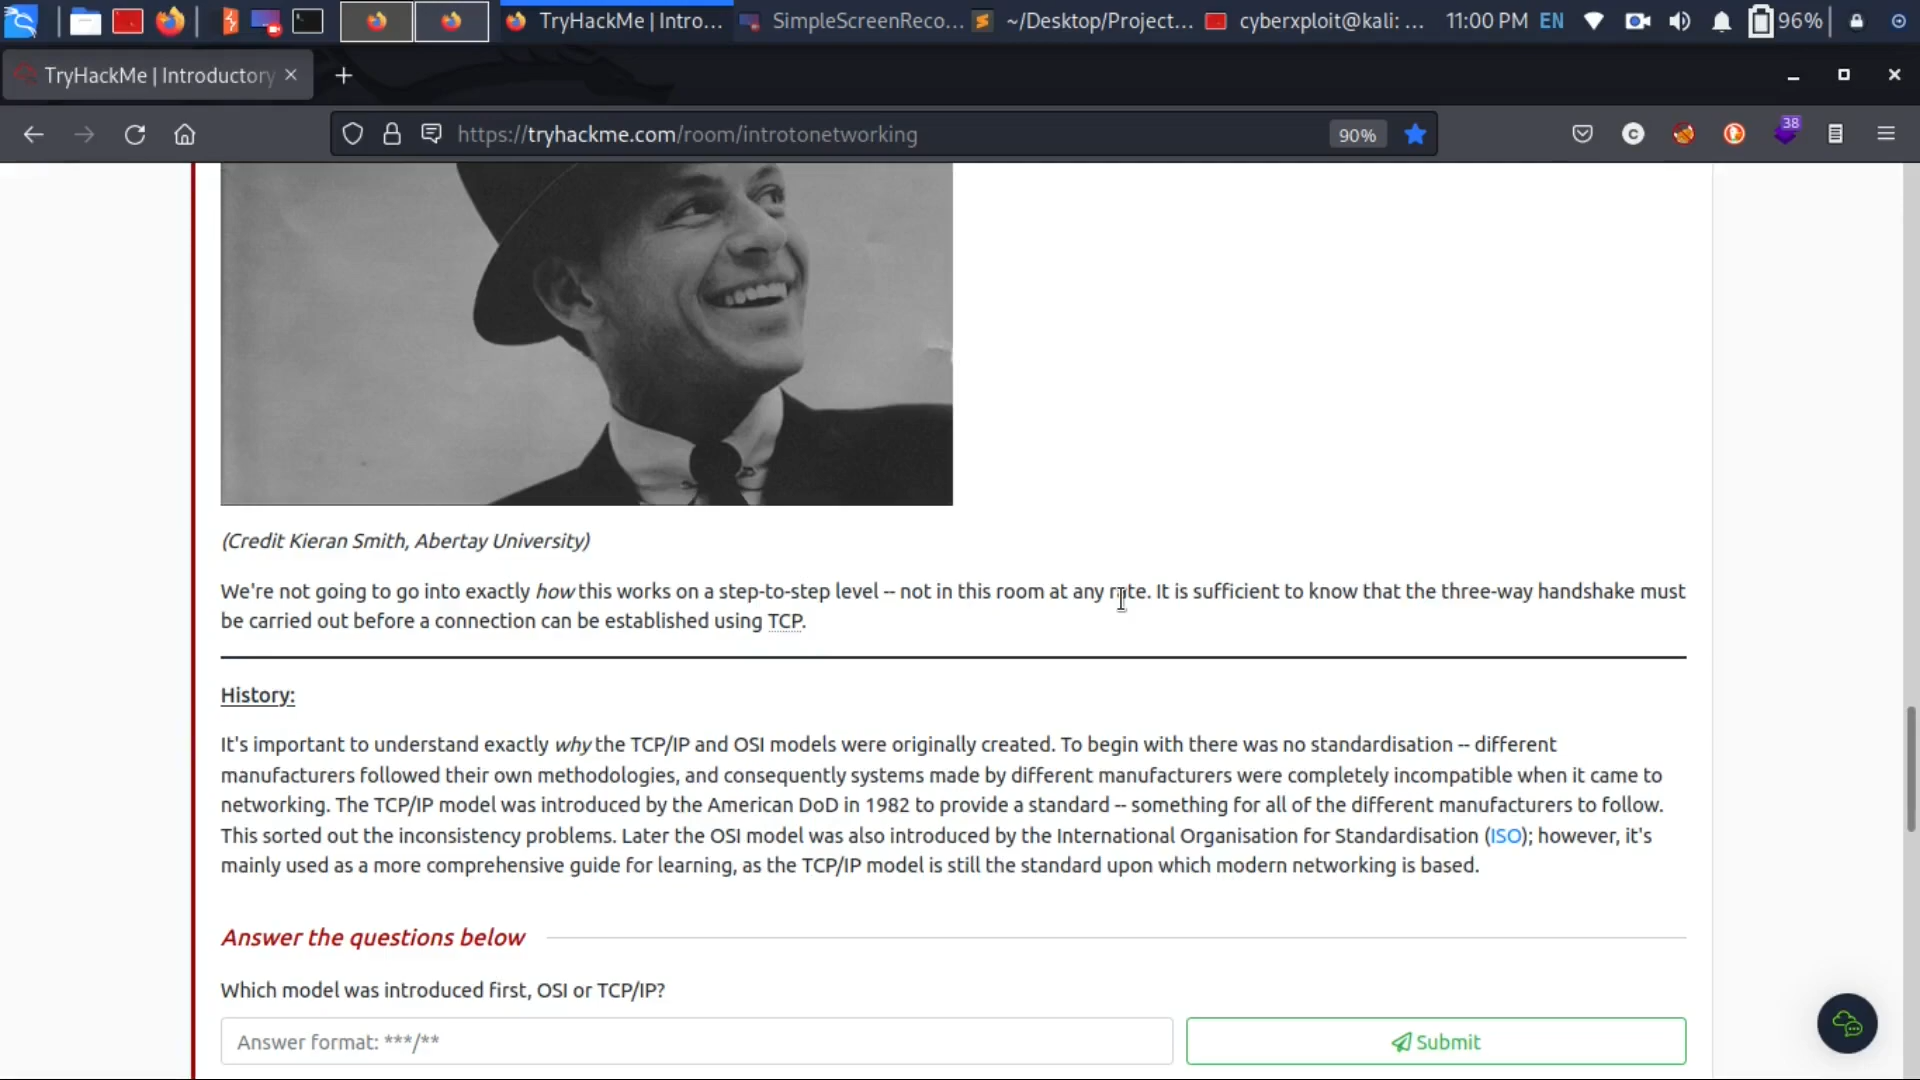 TryHackMe | Intro... SimpleScreenReco... ~/Desktop/Project... cyberxploit@kali: ... 11:00 PM EN 96%
TryHackMe | Introductory
https://tryhackme.com/room/introtonetworking 90% 38
(Credit Kieran Smith, Abertay University)
We're not going to go into exactly how this works on a step-to-step level -- not in this room at any rate. It is sufficient to know that the three-way handshake must
be carried out before a connection can be established using TCP.
History:
It's important to understand exactly why the TCP/IP and OSI models were originally created. To begin with there was no standardisation -- different
manufacturers followed their own methodologies, and consequently systems made by different manufacturers were completely incompatible when it came to
networking. The TCP/IP model was introduced by the American DoD in 1982 to provide a standard -- something for all of the different manufacturers to follow.
This sorted out the inconsistency problems. Later the OSI model was also introduced by the International Organisation for Standardisation (ISO); however, it's
mainly used as a more comprehensive guide for learning, as the TCP/IP model is still the standard upon which modern networking is based.
Answer the questions below
Which model was introduced first, OSI or TCP/IP?
Answer format: ***/** Submit